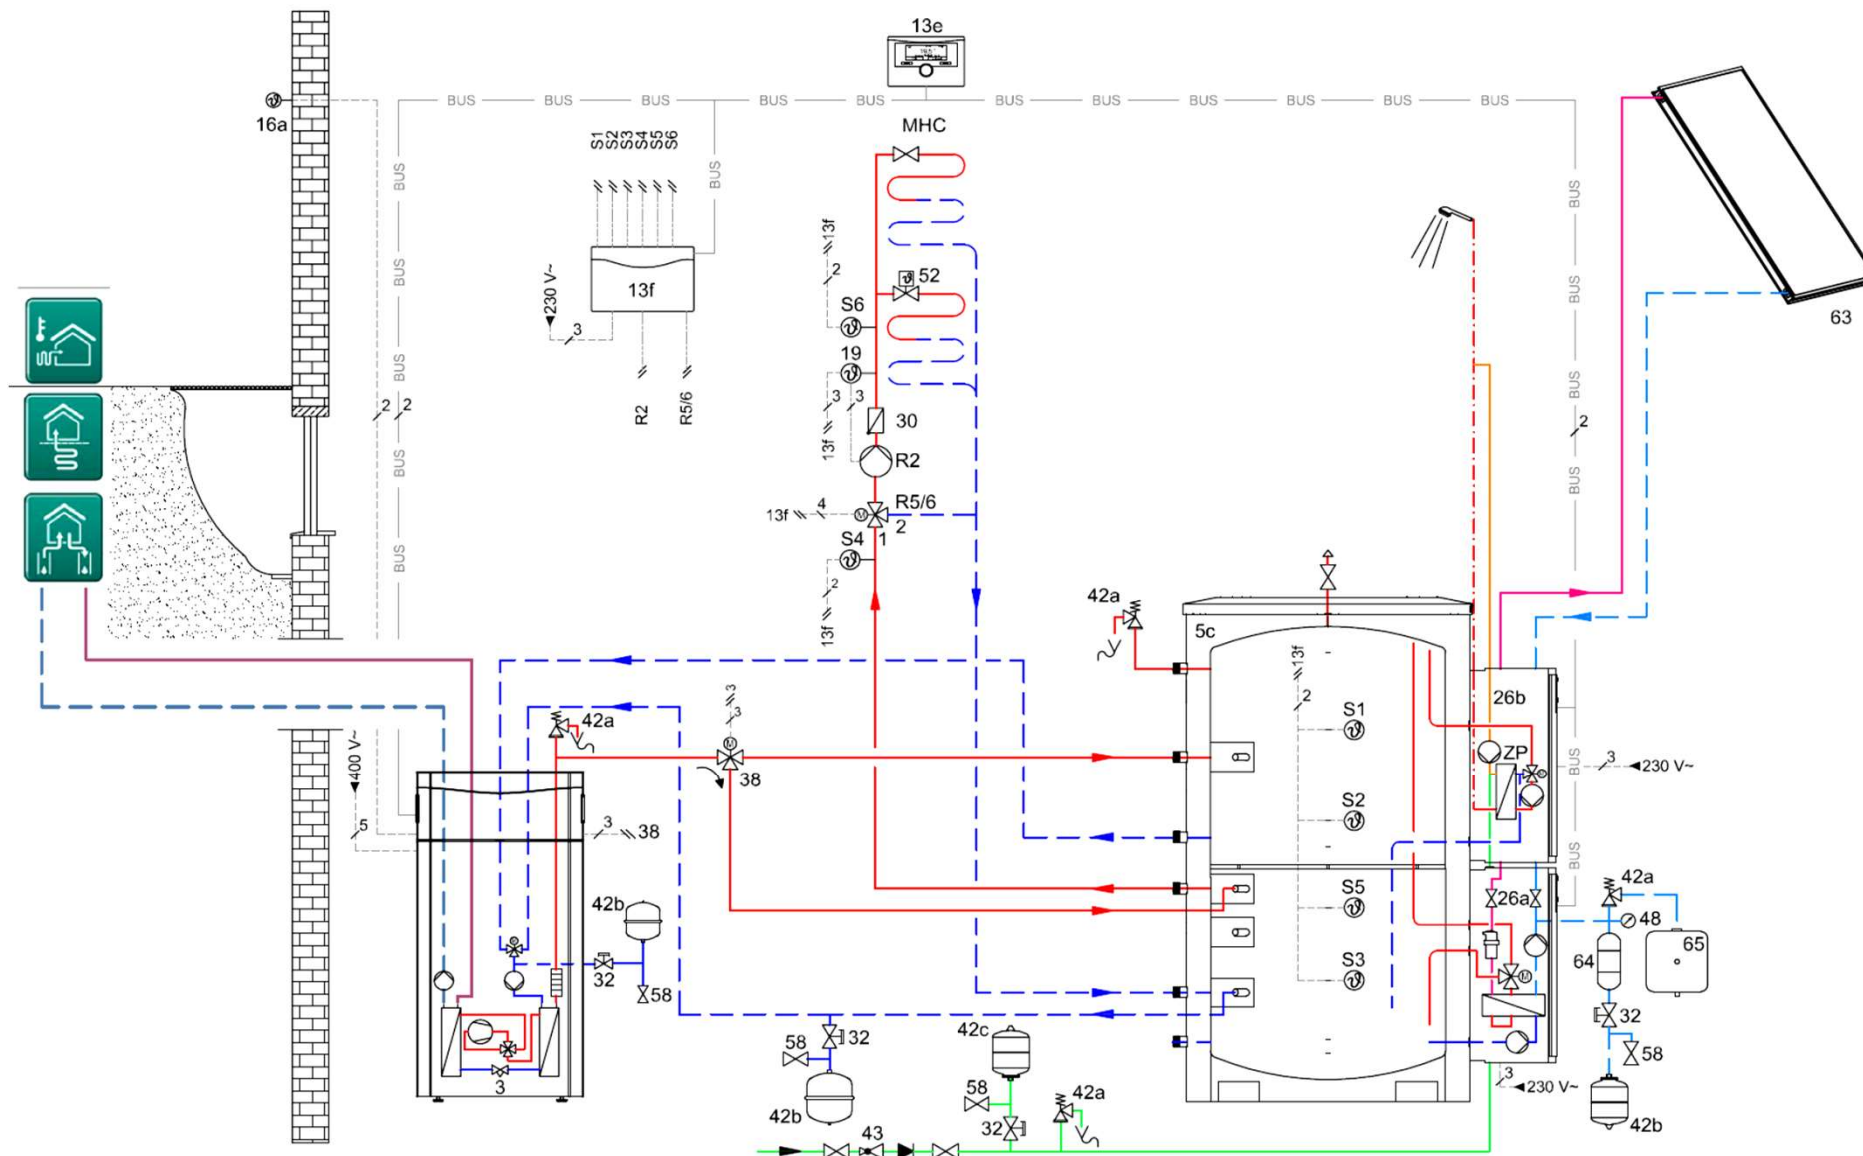 13e
16a
BUS BUS BUS BUS BUS BUS BUS BUS BUS BUS BUS
MHC
S1
S2
S3
S4
S5
S6
BUS
BUS
BUS
13f
13f
2
230 V~
3
52
S6
19
63
BUS
BUS
BUS
BUS
BUS
2
2
3
3
13f
R2
R5/6
30
R2
BUS
2
BUS
BUS
13f
4
R5/6
2
1
M
S4
2
13f
BUS
42a
5c
13f
2
3
3
26b
S1
42a
M
38
400 V~
5
ZP
M
BUS
3
230 V~
3
38
S2
BUS
42b
S5
26a
42a
48
65
64
32
58
S3
M
32
58
42c
58
32
3
58
42b
32
42a
3
230 V~
42b
43